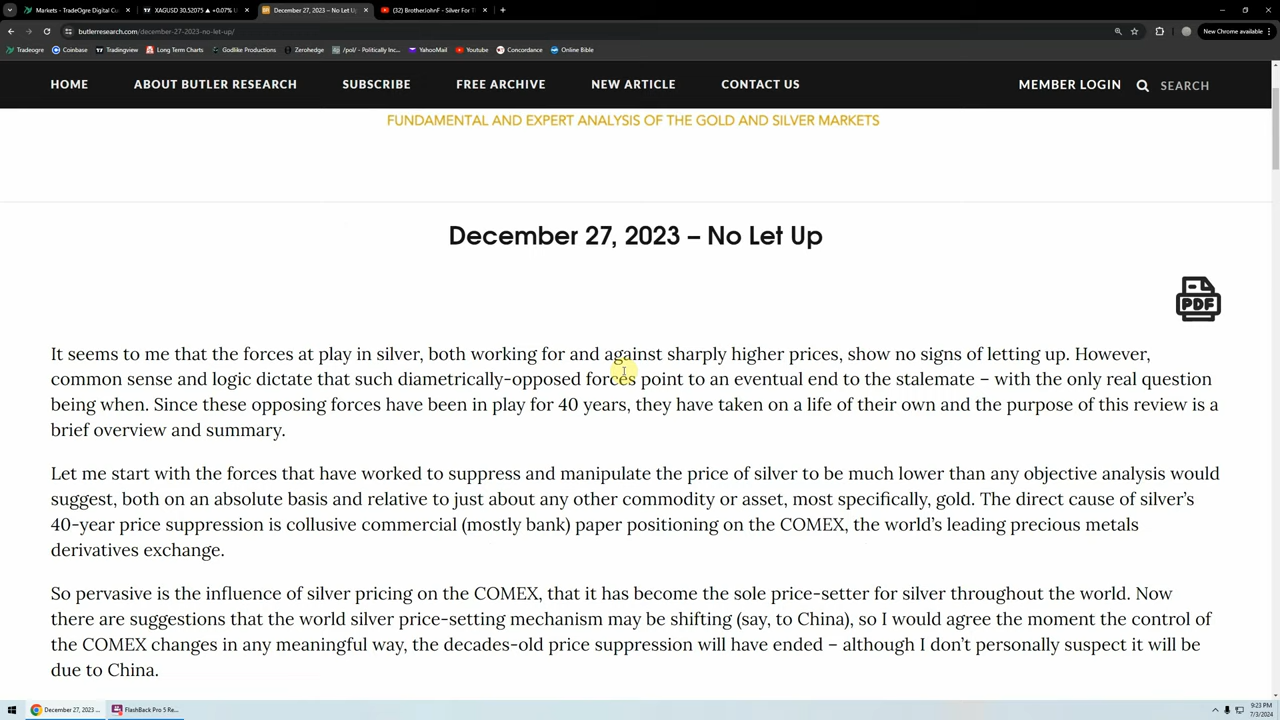 Markets - TradeOgre Digital Cu
XAGUSD 30.52075 ▲ +0.07% U
December 27, 2023 – No Let Up
(32) BrotherJohnF - Silver For T
butlerresearch.com/december-27-2023-no-let-up/
New Chrome available
Tradeogre Coinbase Tradingview Long Term Charts Godlike Productions Zerohedge /pol/ - Politically Inc... YahooMail Youtube Concordance Online Bible
HOME ABOUT BUTLER RESEARCH SUBSCRIBE FREE ARCHIVE NEW ARTICLE CONTACT US MEMBER LOGIN SEARCH
FUNDAMENTAL AND EXPERT ANALYSIS OF THE GOLD AND SILVER MARKETS
December 27, 2023 – No Let Up
PDF
It seems to me that the forces at play in silver, both working for and against sharply higher prices, show no signs of letting up. However,
common sense and logic dictate that such diametrically-opposed forces point to an eventual end to the stalemate – with the only real question
being when. Since these opposing forces have been in play for 40 years, they have taken on a life of their own and the purpose of this review is a
brief overview and summary.
Let me start with the forces that have worked to suppress and manipulate the price of silver to be much lower than any objective analysis would
suggest, both on an absolute basis and relative to just about any other commodity or asset, most specifically, gold. The direct cause of silver's
40-year price suppression is collusive commercial (mostly bank) paper positioning on the COMEX, the world's leading precious metals
derivatives exchange.
So pervasive is the influence of silver pricing on the COMEX, that it has become the sole price-setter for silver throughout the world. Now
there are suggestions that the world silver price-setting mechanism may be shifting (say, to China), so I would agree the moment the control of
the COMEX changes in any meaningful way, the decades-old price suppression will have ended – although I don't personally suspect it will be
due to China.
December 27, 2023 ...
FlashBack Pro 5 Re...
9:23 PM
7/3/2024